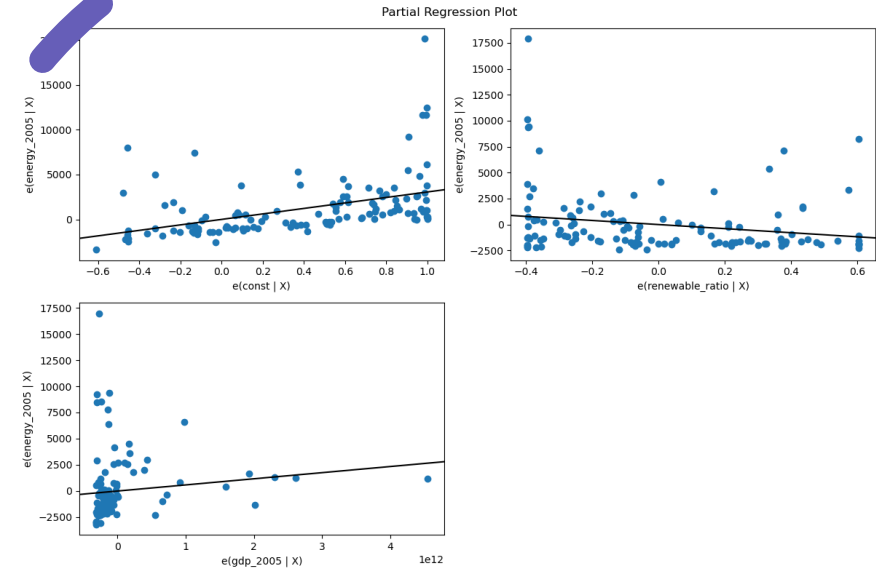 Partial Regression Plot
e(energy_2005 | X)
15000
10000
5000
0
−0.6 −0.4 −0.2 0.0 0.2 0.4 0.6 0.8 1.0
e(const | X)
e(energy_2005 | X)
17500
15000
12500
10000
7500
5000
2500
0
−2500
−0.4 −0.2 0.0 0.2 0.4 0.6
e(renewable_ratio | X)
e(energy_2005 | X)
17500
15000
12500
10000
7500
5000
2500
0
−2500
0 1 2 3 4
1e12
e(gdp_2005 | X)